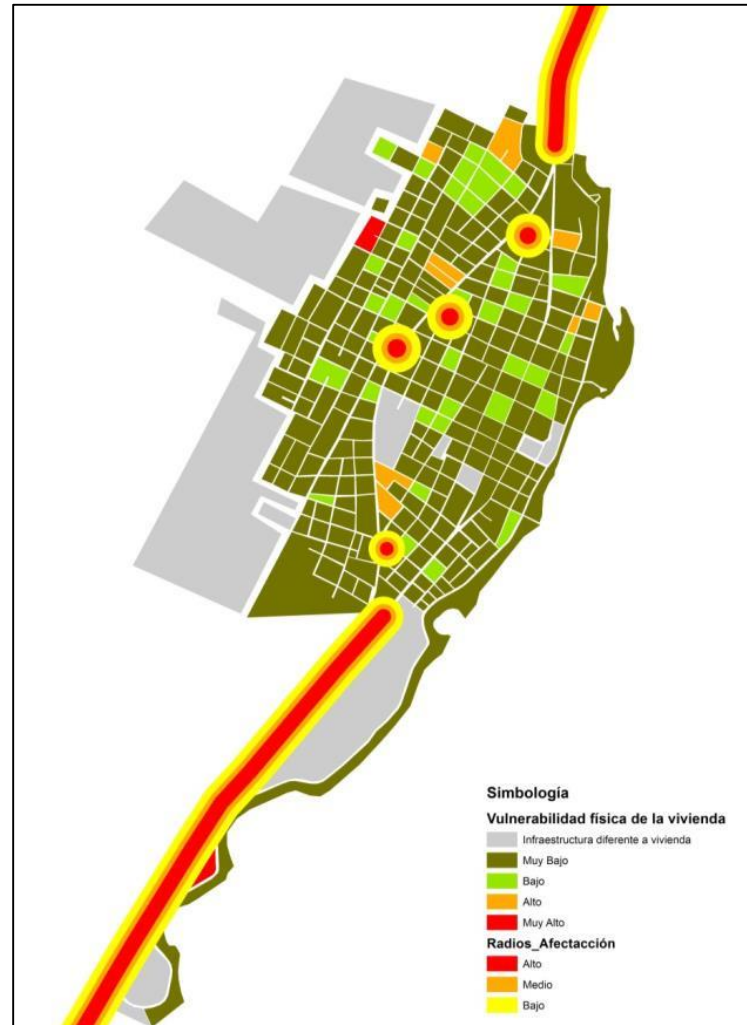 Simbología
Vulnerabilidad física de la vivienda
Infraestructura diferente a vivienda
Muy Bajo
Bajo
Alto
Muy Alto
Radios_Afectacción
Alto
Medio
Bajo